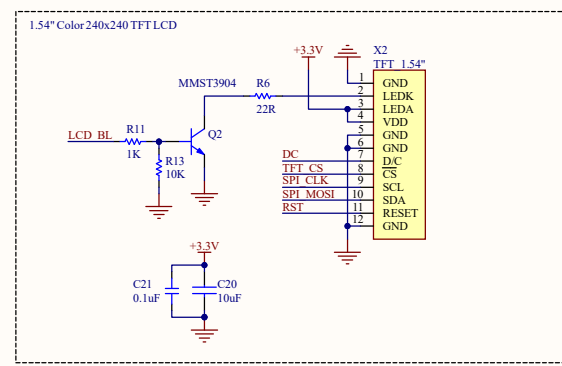 1.54" Color 240x240 TFT LCD
+3.3V
X2
TFT_1.54"
MMST3904
R6
22R
1 GND
2 LEDK
3 LEDA
4 VDD
5 GND
6 GND
DC 7 D/C
TFT_CS 8 CS
SPI_CLK 9 SCL
SPI_MOSI 10 SDA
RST 11 RESET
12 GND
LCD_BL
R11
1K
Q2
R13
10K
+3.3V
C21
0.1uF
C20
10uF